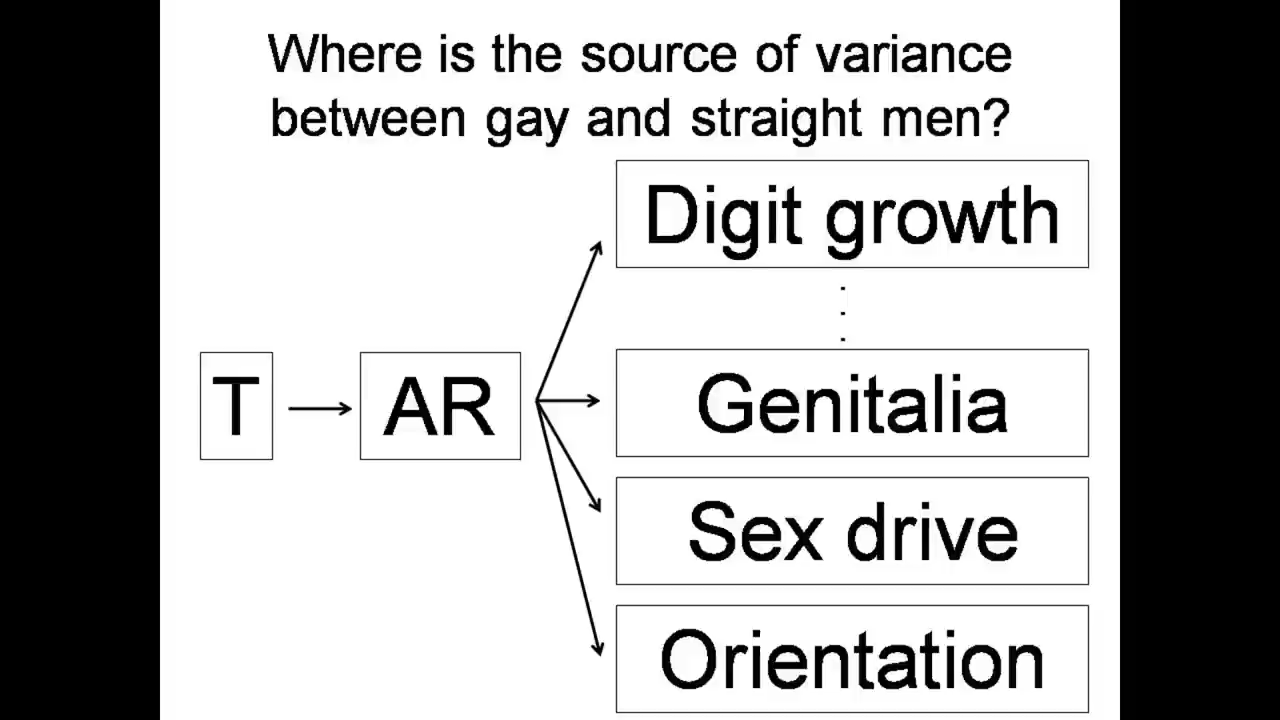 Where is the source of variance
between gay and straight men?
Digit growth
T
AR
Genitalia
Sex drive
Orientation